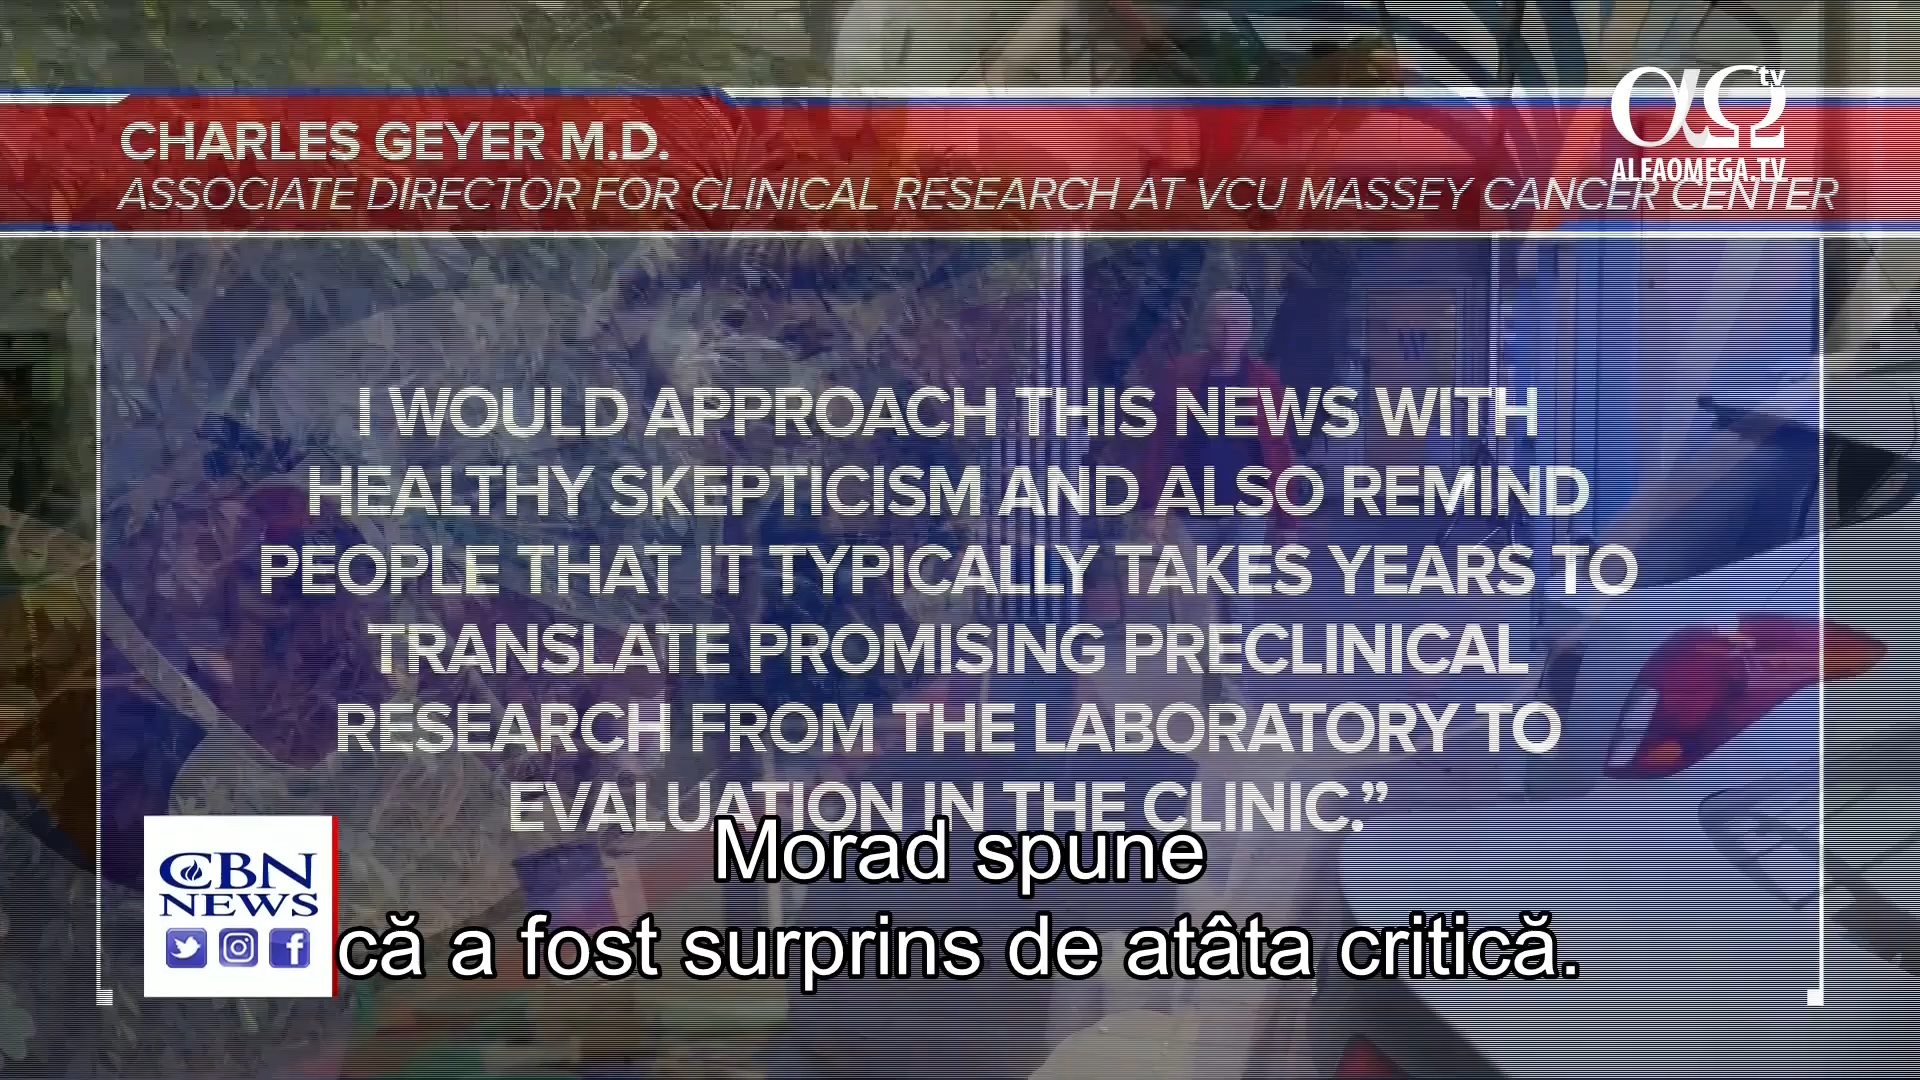 tv
ALFAOMEGA.TV
CHARLES GEYER M.D.
ASSOCIATE DIRECTOR FOR CLINICAL RESEARCH AT VCU MASSEY CANCER CENTER
W
I WOULD APPROACH THIS NEWS WITH
HEALTHY SKEPTICISM AND ALSO REMIND
PEOPLE THAT IT TYPICALLY TAKES YEARS TO
TRANSLATE PROMISING PRECLINICAL
RESEARCH FROM THE LABORATORY TO
EVALUATION IN THE CLINIC.”
Morad spune
că a fost surprins de atâta critică.
CBN
NEWS